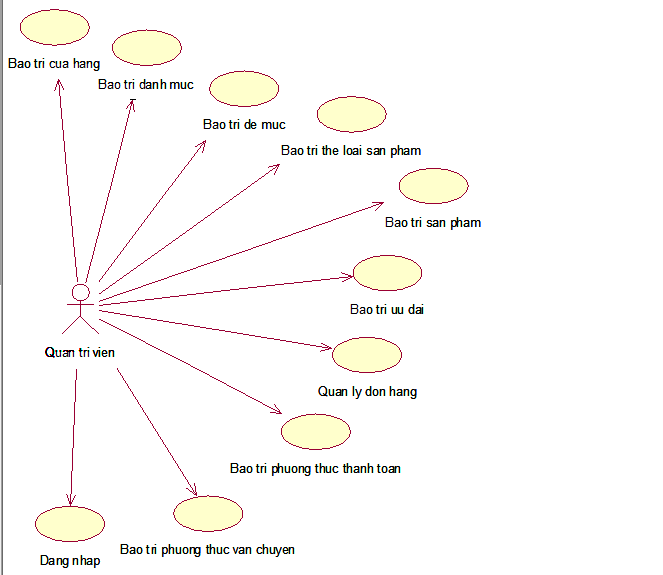 Bao tri cua hang
Bao tri danh muc
Bao tri de muc
Bao tri the loai san pham
Bao tri san pham
Bao tri uu dai
Quan tri vien
Quan ly don hang
Bao tri phuong thuc thanh toan
Bao tri phuong thuc van chuyen
Dang nhap